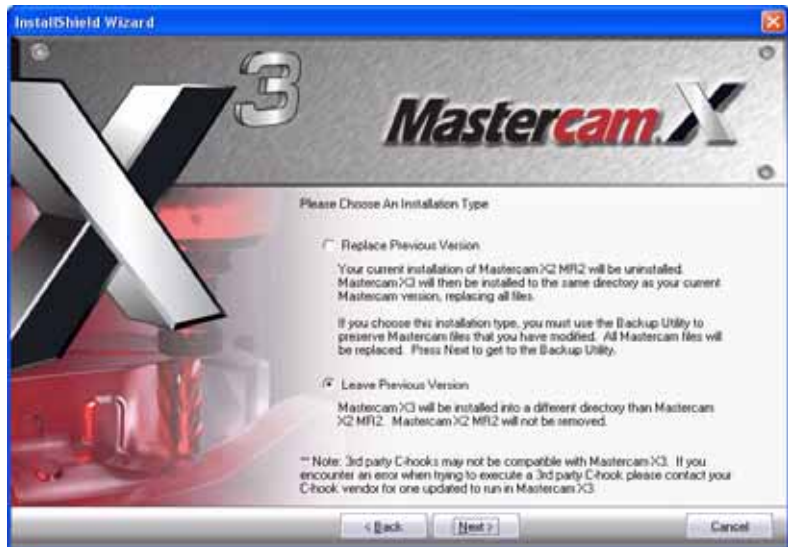 InstallShield Wizard
X3
Mastercam X
Please Choose An Installation Type
Replace Previous Version
Your current installation of Mastercam X2 MR2 will be uninstalled.
Mastercam X3 will then be installed to the same directory as your current
Mastercam version, replacing all files.
If you choose this installation type, you must use the Backup Utility to
preserve Mastercam files that you have modified. All Mastercam files will
be replaced. Press Next to get to the Backup Utility.
Leave Previous Version
Mastercam X3 will be installed into a different directory than Mastercam
X2 MR2. Mastercam X2 MR2 will not be removed.
** Note: 3rd party C-hooks may not be compatible with Mastercam X3. If you
encounter an error when trying to execute a 3rd party C-hook please contact your
C-hook vendor for one updated to run in Mastercam X3
< Back Next > Cancel